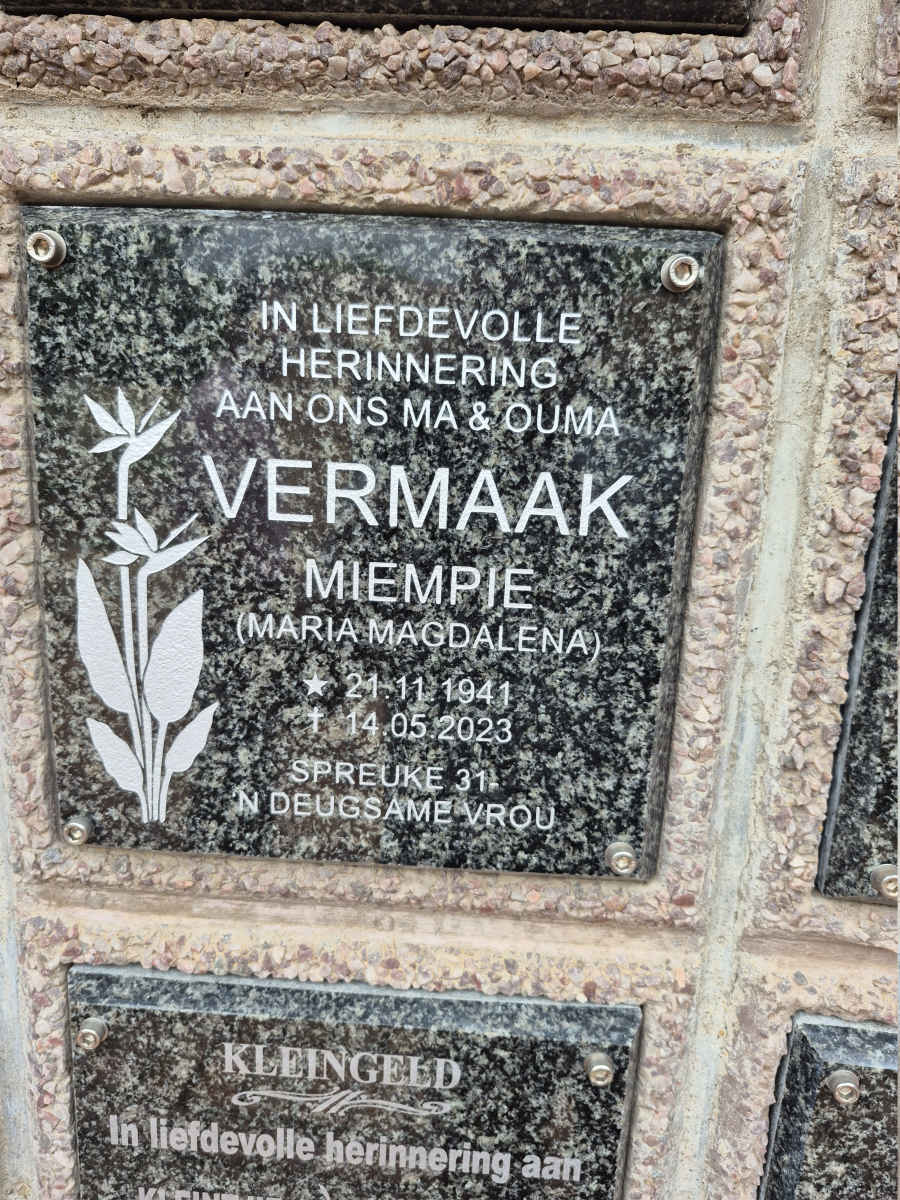 IN LIEFDEVOLLE
HERINNERING
AAN ONS MA & OUMA
VERMAAK
MIEMPIE
(MARIA MAGDALENA)
★ 21.11.1941
✝ 14.05.2023
SPREUKE 31-
'N DEUGSAME VROU
KLEINGELD
In liefdevolle herinnering aan